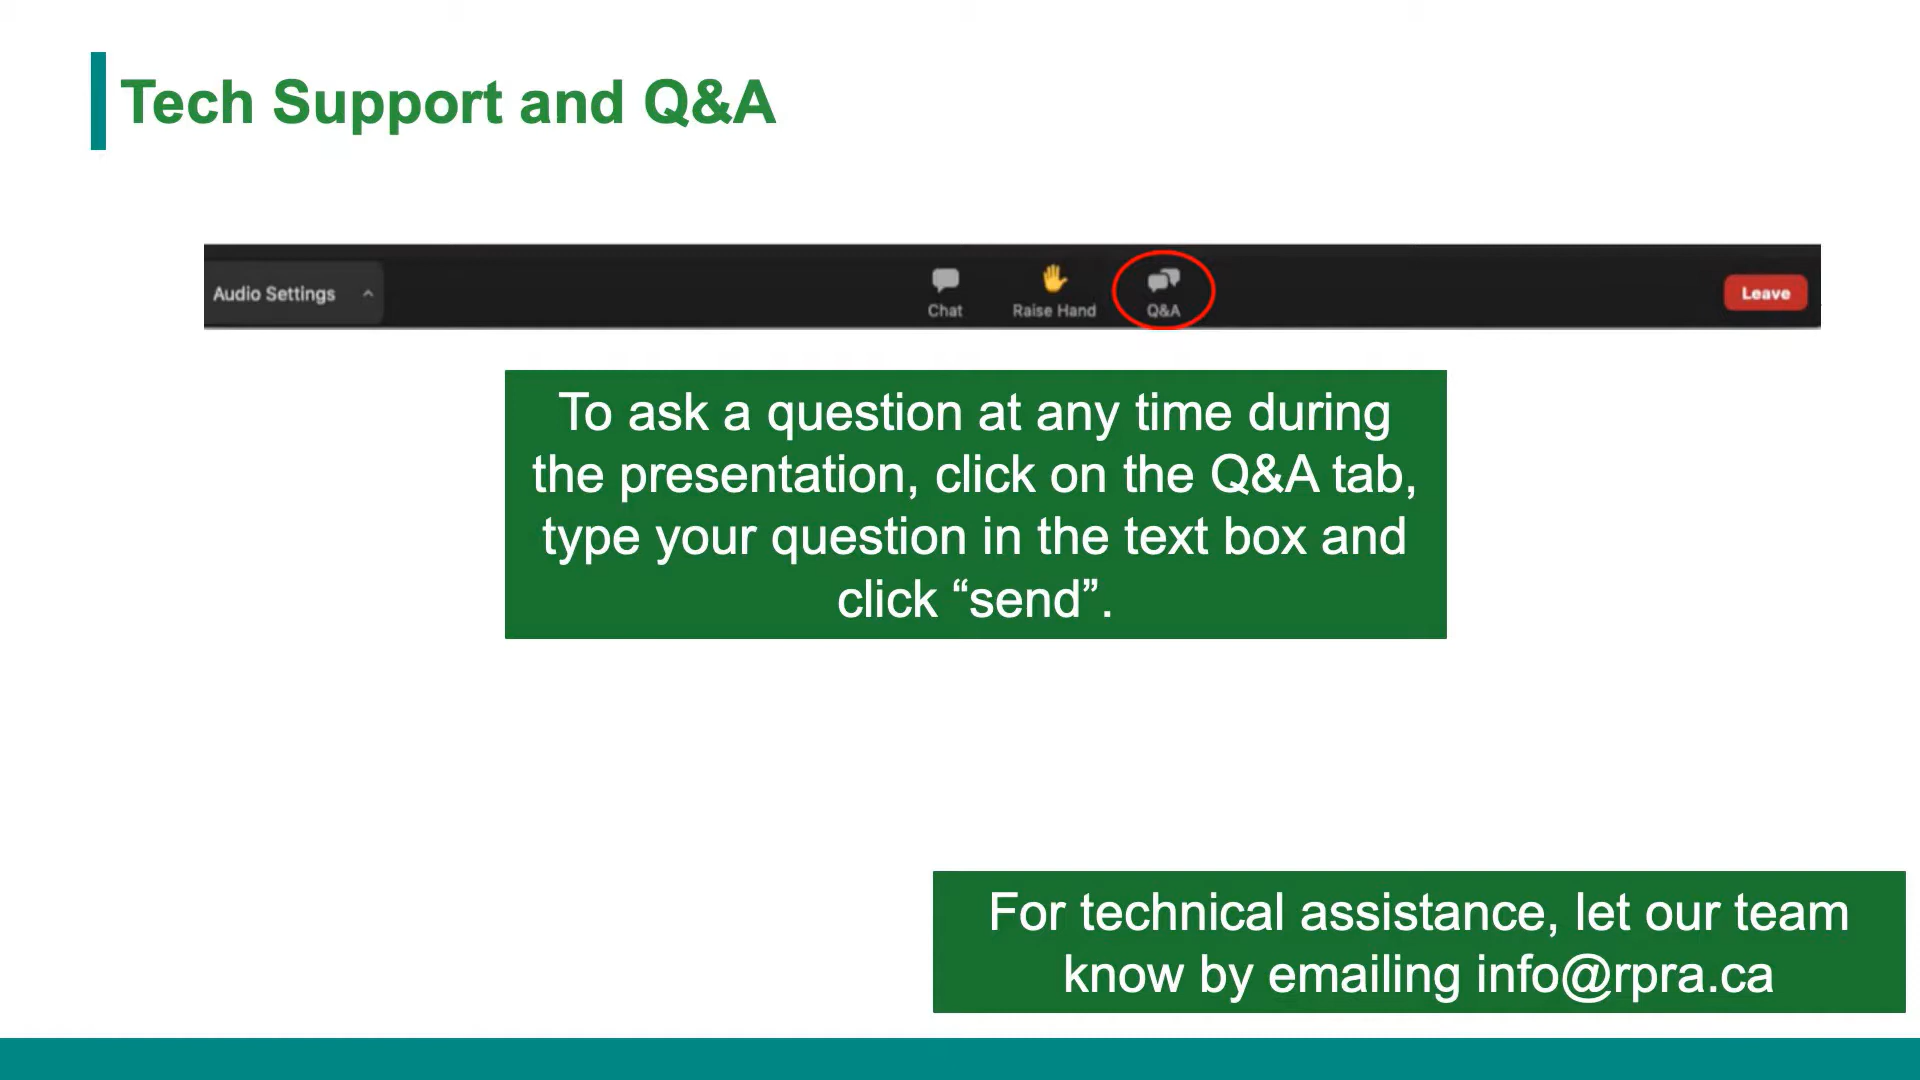 Tech Support and Q&A
Audio Settings
Chat
Raise Hand
Q&A
Leave
To ask a question at any time during
the presentation, click on the Q&A tab,
type your question in the text box and
click “send”.
For technical assistance, let our team
know by emailing info@rpra.ca